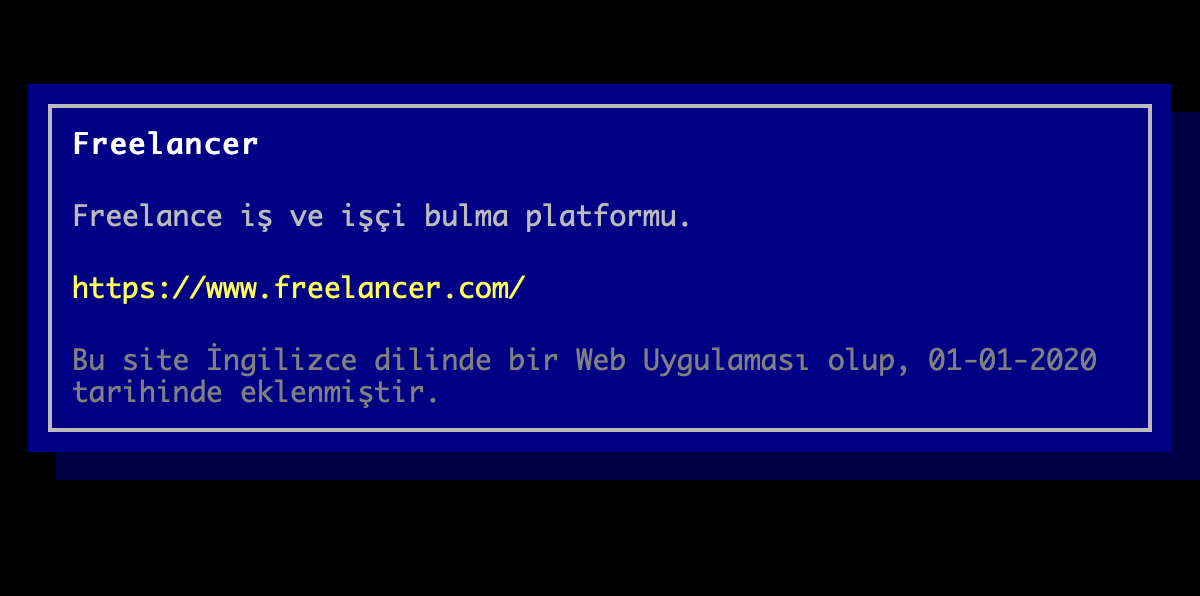 Freelancer
Freelance iş ve işçi bulma platformu.
https://www.freelancer.com/
Bu site İngilizce dilinde bir Web Uygulaması olup, 01-01-2020
tarihinde eklenmiştir.